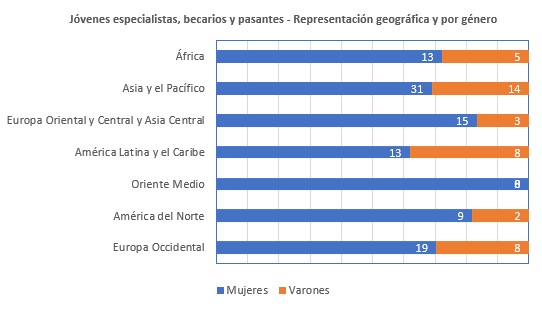 Jóvenes especialistas, becarios y pasantes - Representación geográfica y por género
África 13 5
Asia y el Pacífico 31 14
Europa Oriental y Central y Asia Central 15 3
América Latina y el Caribe 13 8
Oriente Medio
América del Norte 9 2
Europa Occidental 19 8
Mujeres Varones